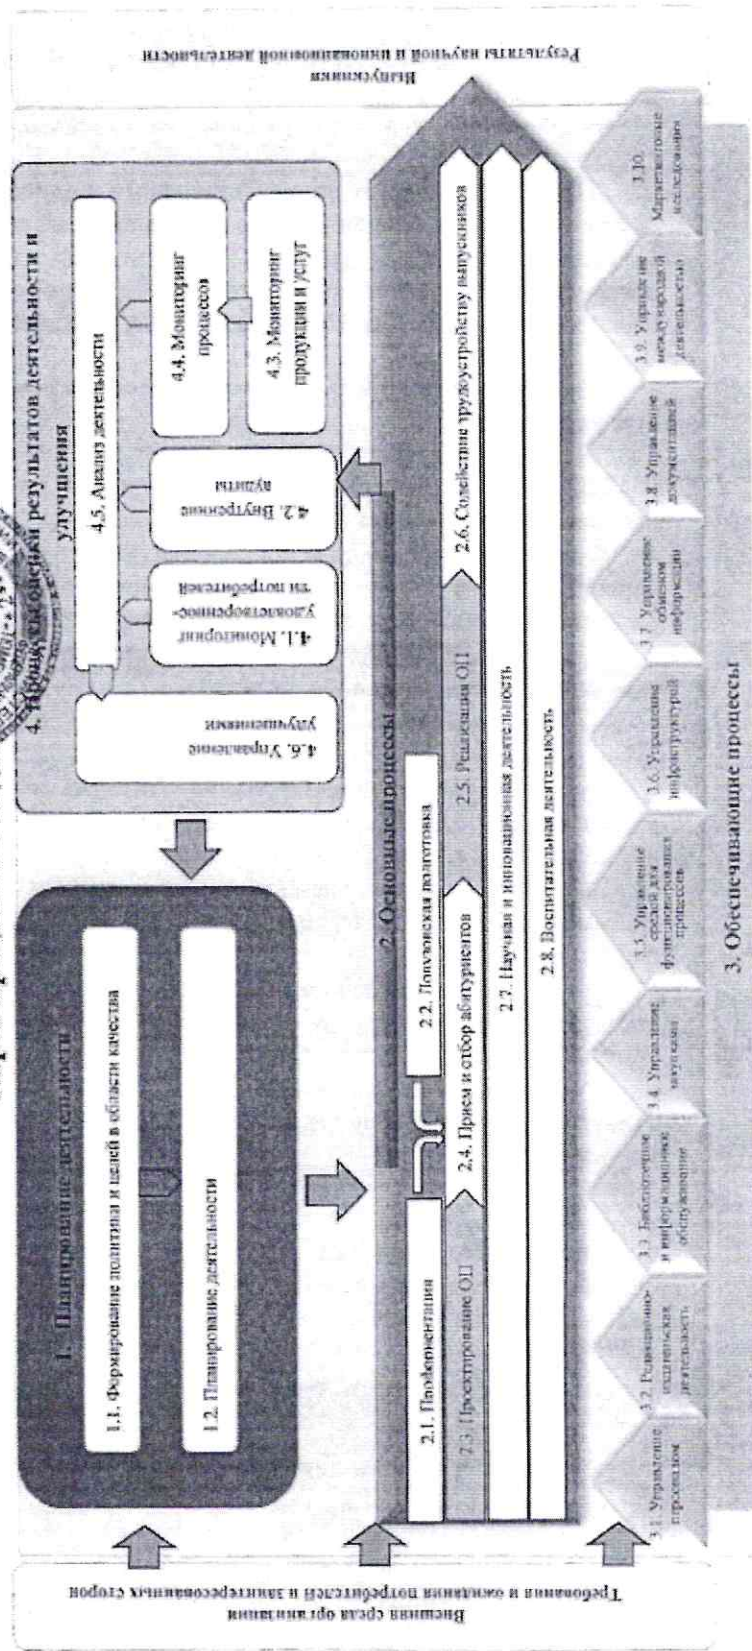 Внешняя среда организации
Требования и ожидания потребителей и заинтересованных сторон
1. Планирование деятельности
1.1. Формирование политики и целей в области качества
1.2. Планирование деятельности
4. Процессы оценки результатов деятельности и
улучшения
4.6. Управление
улучшениями
4.5. Анализ деятельности
4.1. Мониторинг
удовлетворенно-
сти потребителей
4.2. Внутренние
аудиты
4.4. Мониторинг
процессов
4.3. Мониторинг
продукции и услуг
2. Основные процессы
2.1. Профориентация
2.2. Довузовская подготовка
2.3. Проектирование ОП
2.4. Прием и отбор абитуриентов
2.5. Реализация ОП
2.6. Содействие трудоустройству выпускников
2.7. Научная и инновационная деятельность
2.8. Воспитательная деятельность
3.1. Управление
персоналом
3.2. Редакционно-
издательская
деятельность
3.3. Библиотечное
и информационное
обслуживание
3.4. Управление
закупками
3.5. Управление
средой для
функционирования
процессов
3.6. Управление
инфраструктурой
3.7. Управление
обменом
информации
3.8. Управление
документацией
3.9. Управление
международной
деятельностью
3.10.
Маркетинговые
исследования
3. Обеспечивающие процессы
Выпускники
Результаты научной и инновационной деятельности